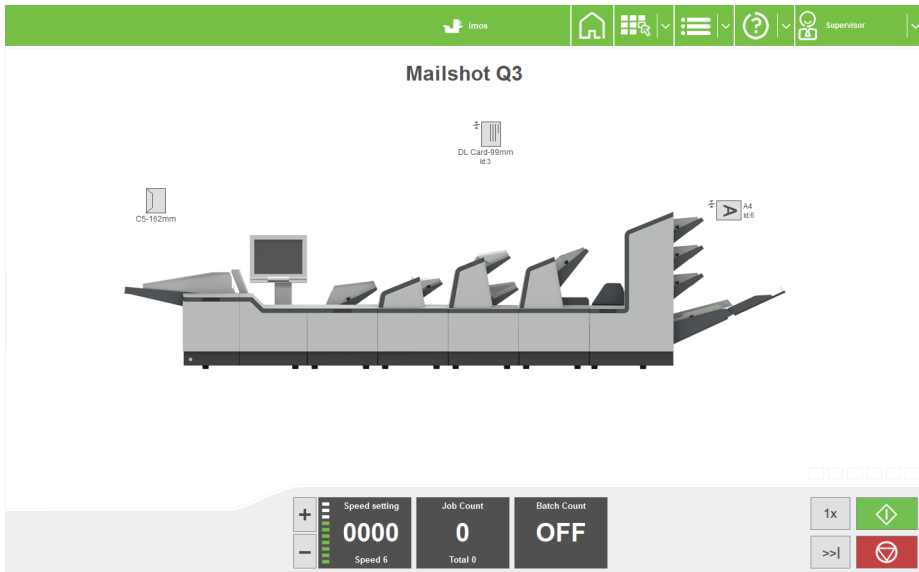 imos
Supervisor
Mailshot Q3
DL Card-99mm
Id:3
C5-162mm
A
A4
Id:6
+
−
Speed setting
0000
Speed 6
Job Count
0
Total 0
Batch Count
OFF
1x
>>|